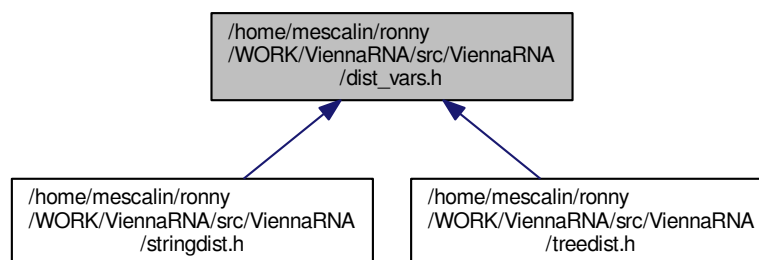 /home/mescalin/ronny
/WORK/ViennaRNA/src/ViennaRNA
/dist_vars.h
/home/mescalin/ronny
/WORK/ViennaRNA/src/ViennaRNA
/stringdist.h
/home/mescalin/ronny
/WORK/ViennaRNA/src/ViennaRNA
/treedist.h